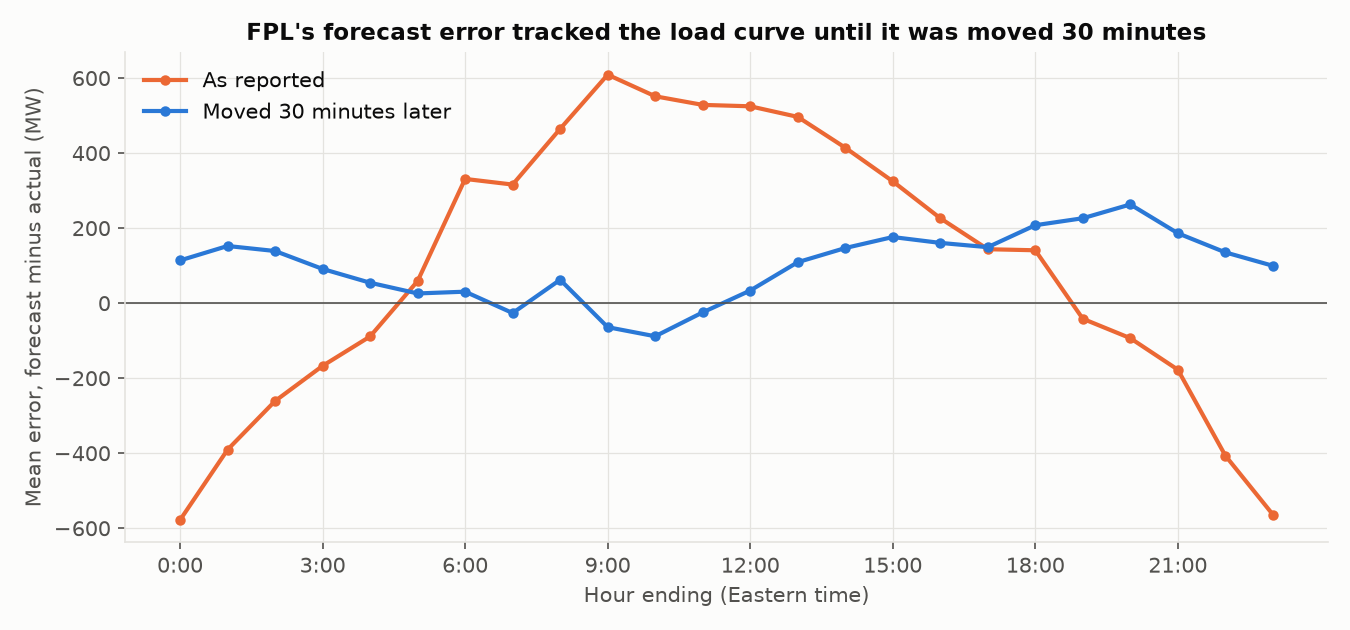 FPL's forecast error tracked the load curve until it was moved 30 minutes
As reported
Moved 30 minutes later
Mean error, forecast minus actual (MW)
600
400
200
0
−200
−400
−600
0:00 3:00 6:00 9:00 12:00 15:00 18:00 21:00
Hour ending (Eastern time)